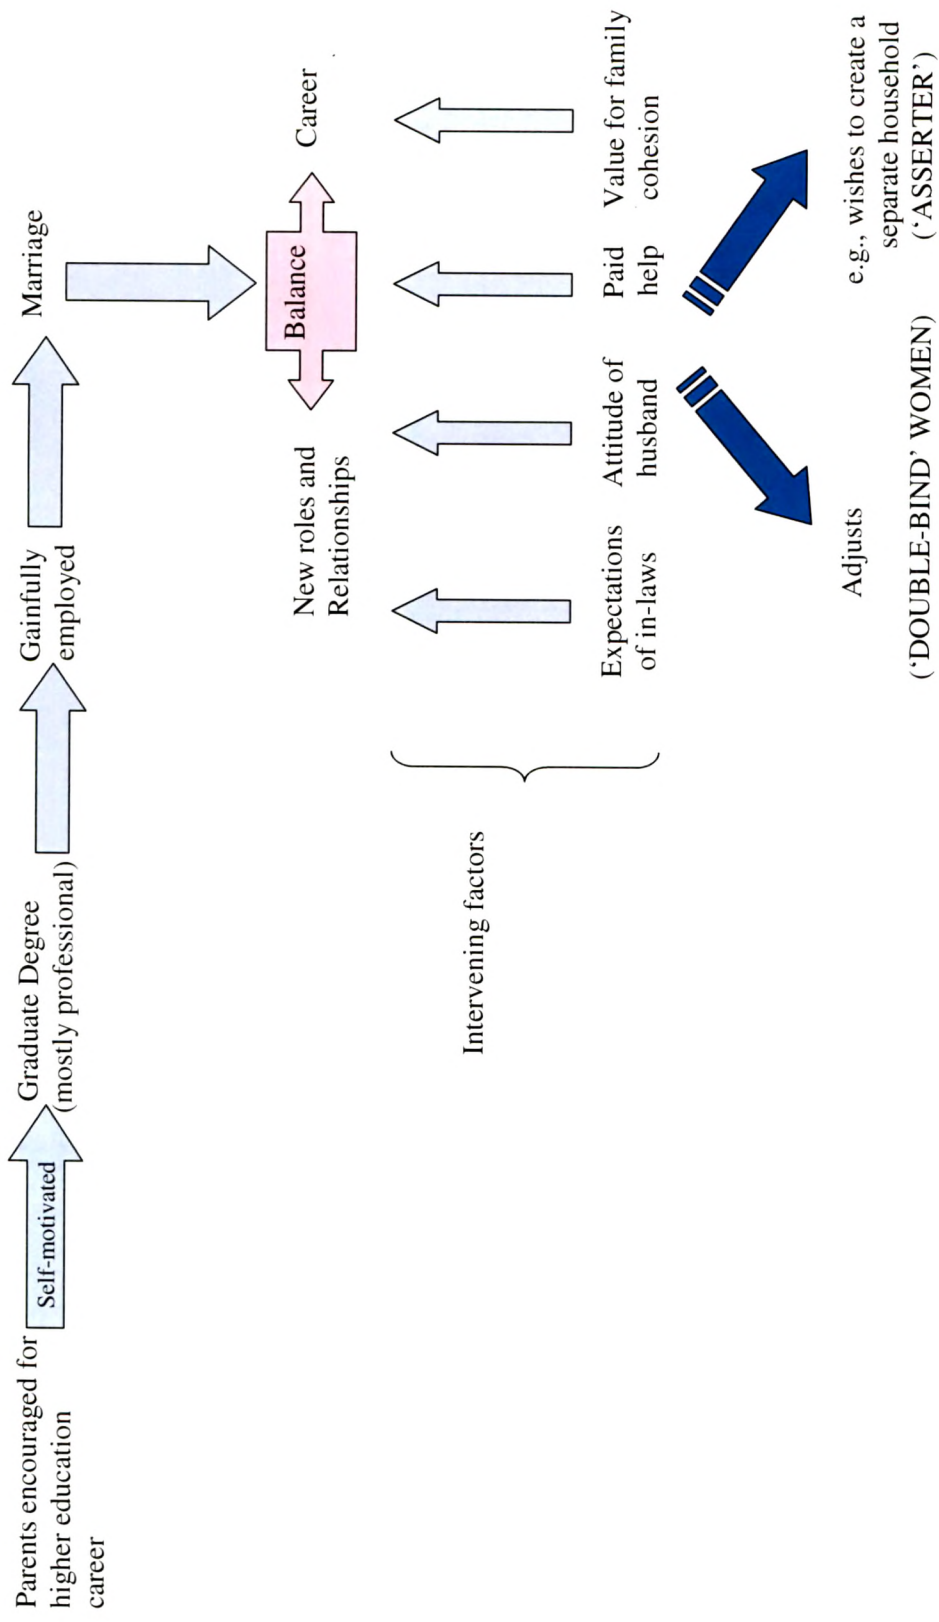 Parents encouraged for
higher education
career
Self-motivated
Graduate Degree
(mostly professional)
Gainfully
employed
Marriage
New roles and
Relationships
Balance
Career
Intervening factors
Expectations
of in-laws
Attitude of
husband
Paid
help
Value for family
cohesion
Adjusts
('DOUBLE-BIND' WOMEN)
e.g., wishes to create a
separate household
('ASSERTER')